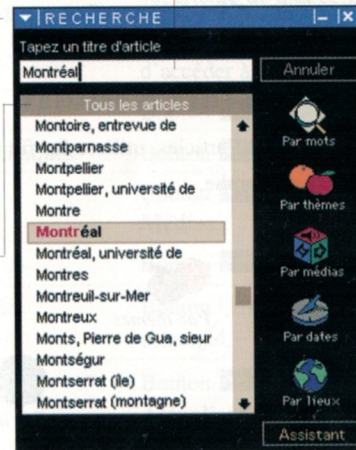 RECHERCHE
Tapez un titre d'article
Montréal
Annuler
Tous les articles
Montoire, entrevue de
Montparnasse
Montpellier
Montpellier, université de
Montre
Montréal
Montréal, université de
Montres
Montreuil-sur-Mer
Montreux
Monts, Pierre de Gua, sieur
Montségur
Montserrat (île)
Montserrat (montagne)
Par mots
Par thèmes
Par médias
Par dates
Par lieux
Assistant